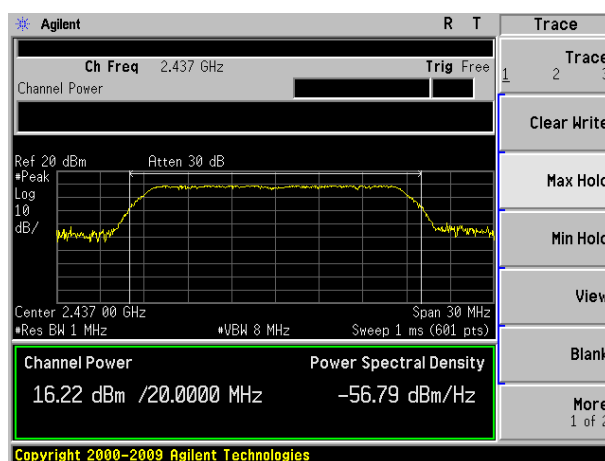 Agilent R T Trace
Ch Freq 2.437 GHz Trig Free
Channel Power
Trace
1 2 3
Clear Write
Max Hold
Min Hold
View
Blank
More
1 of 2
Ref 20 dBm Atten 30 dB
#Peak
Log
10
dB/
Center 2.437 00 GHz Span 30 MHz
#Res BW 1 MHz #VBW 8 MHz Sweep 1 ms (601 pts)
Channel Power Power Spectral Density
16.22 dBm /20.0000 MHz -56.79 dBm/Hz
Copyright 2000-2009 Agilent Technologies